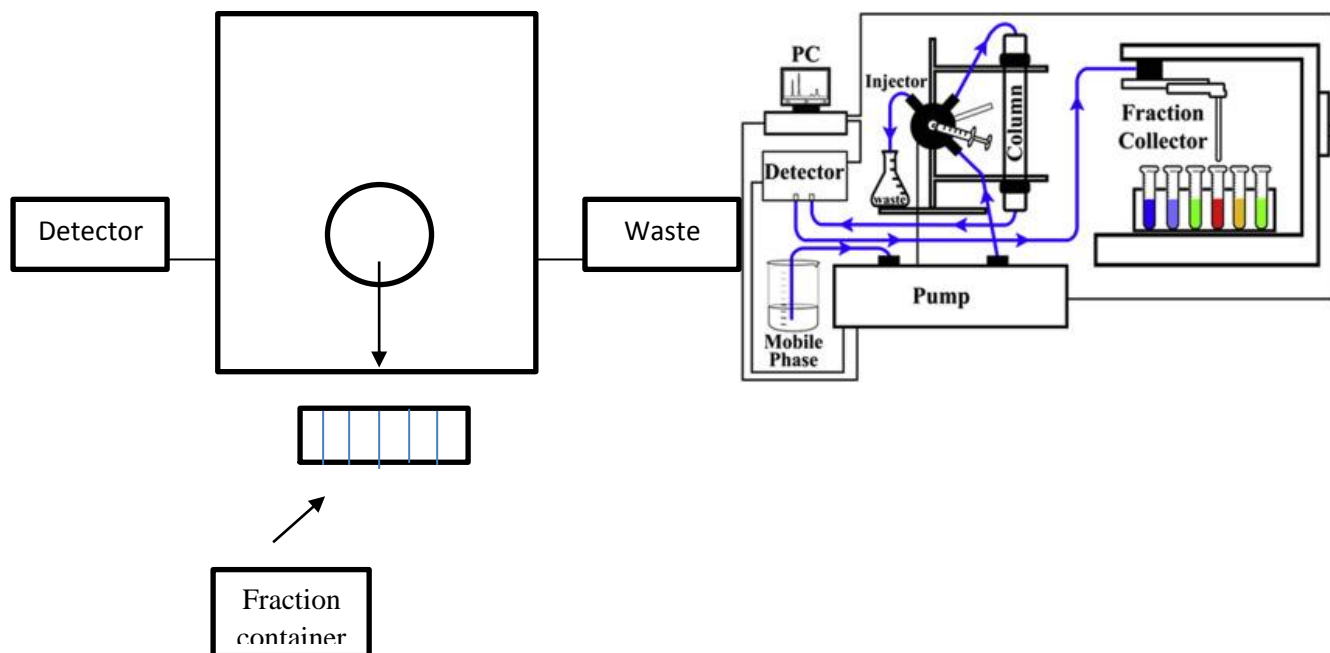 Detector
Waste
Fraction
container
PC
Injector
Column
Detector
waste
Mobile
Phase
Pump
Fraction
Collector